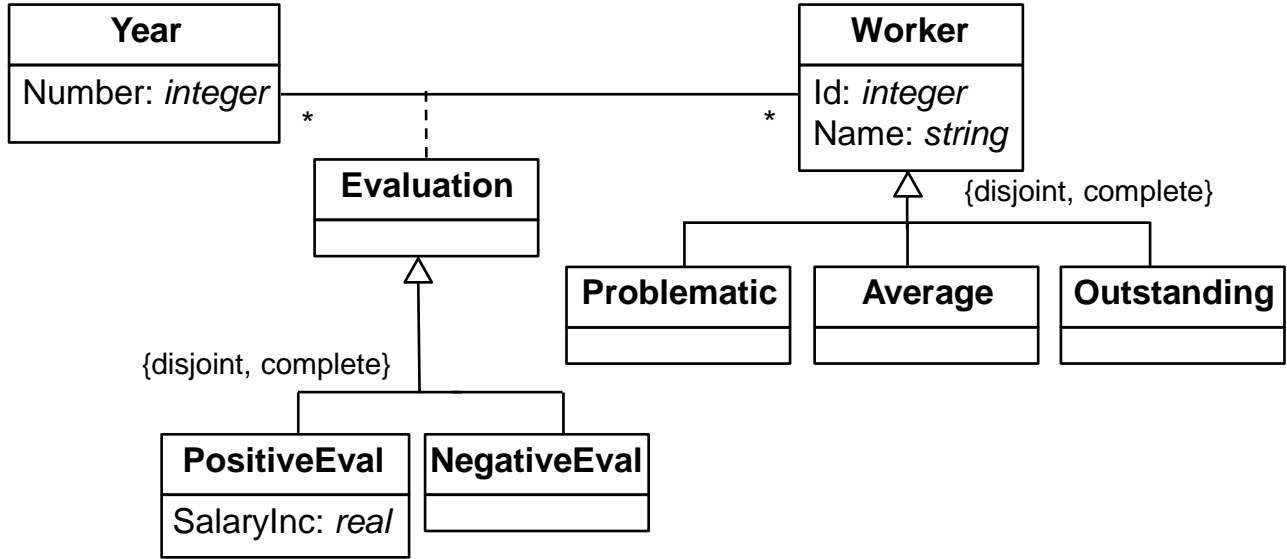 Year
Number: integer
*
*
Worker
Id: integer
Name: string
Evaluation
{disjoint, complete}
Problematic
Average
Outstanding
{disjoint, complete}
PositiveEval
SalaryInc: real
NegativeEval